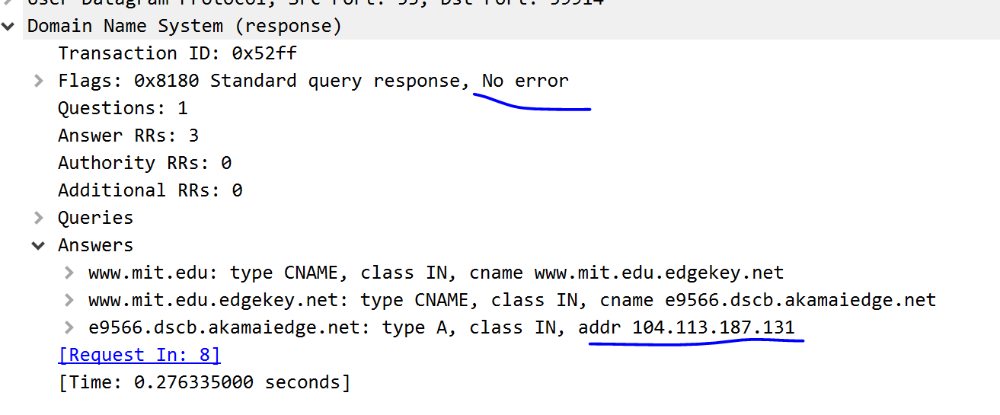 User Datagram Protocol, Src Port: 53, Dst Port: 59914
Domain Name System (response)
Transaction ID: 0x52ff
Flags: 0x8180 Standard query response, No error
Questions: 1
Answer RRs: 3
Authority RRs: 0
Additional RRs: 0
Queries
Answers
www.mit.edu: type CNAME, class IN, cname www.mit.edu.edgekey.net
www.mit.edu.edgekey.net: type CNAME, class IN, cname e9566.dscb.akamaiedge.net
e9566.dscb.akamaiedge.net: type A, class IN, addr 104.113.187.131
[Request In: 8]
[Time: 0.276335000 seconds]